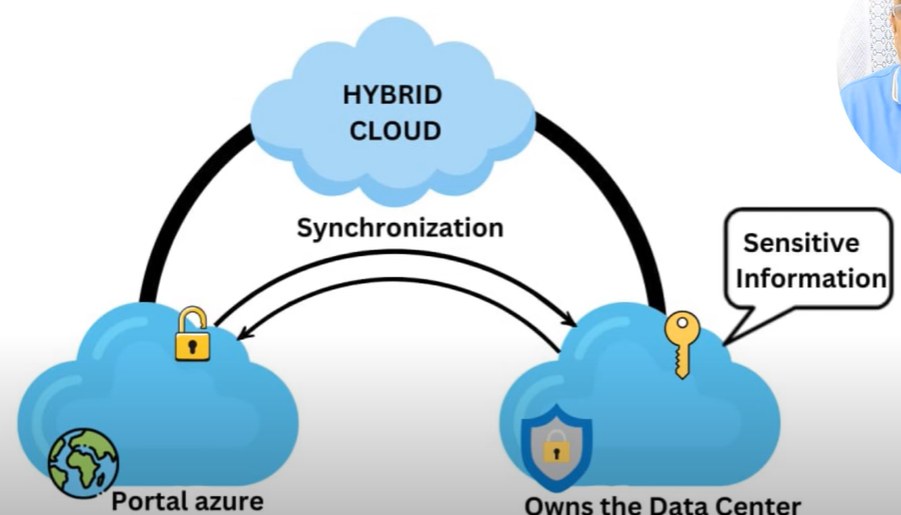 HYBRID
CLOUD
Synchronization
Sensitive
Information
Portal azure
Owns the Data Center